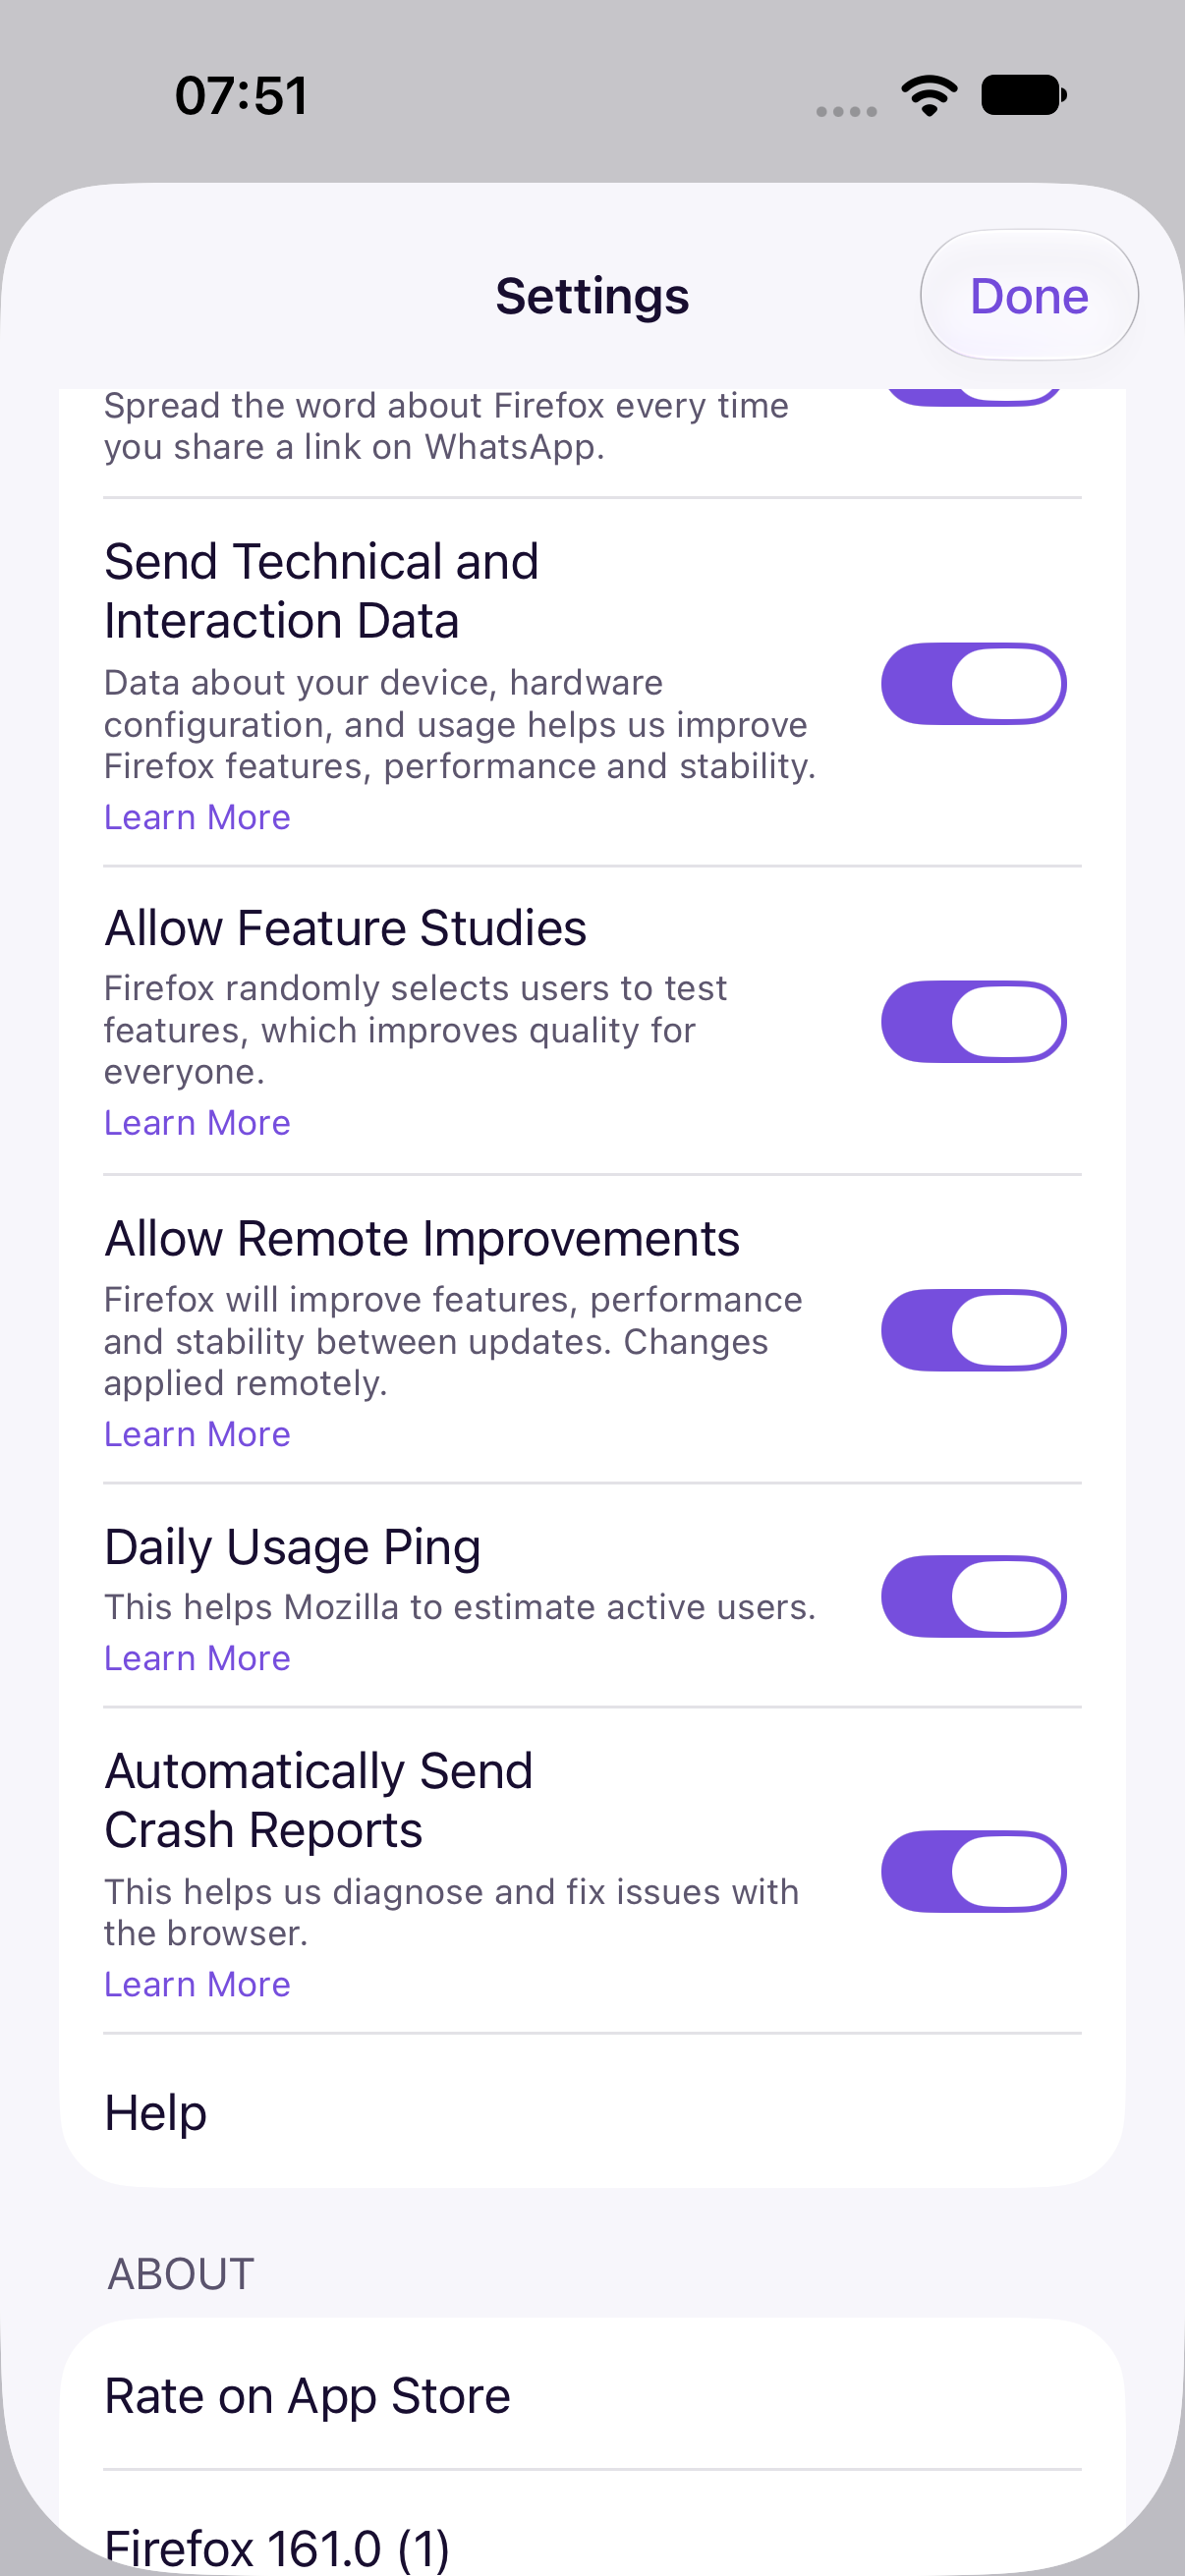 07:51
Settings
Done
Spread the word about Firefox every time
you share a link on WhatsApp.
Send Technical and
Interaction Data
Data about your device, hardware
configuration, and usage helps us improve
Firefox features, performance and stability.
Learn More
Allow Feature Studies
Firefox randomly selects users to test
features, which improves quality for
everyone.
Learn More
Allow Remote Improvements
Firefox will improve features, performance
and stability between updates. Changes
applied remotely.
Learn More
Daily Usage Ping
This helps Mozilla to estimate active users.
Learn More
Automatically Send
Crash Reports
This helps us diagnose and fix issues with
the browser.
Learn More
Help
ABOUT
Rate on App Store
Firefox 161.0 (1)